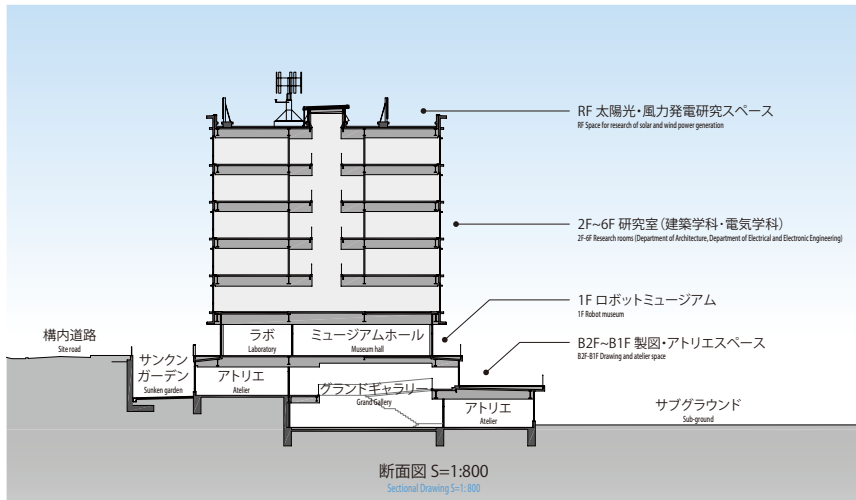 RF 太陽光・風力発電研究スペース
RF Space for research of solar and wind power generation
2F~6F 研究室（建築学科・電気学科）
2F-6F Research rooms (Department of Architecture, Department of Electrical and Electronic Engineering)
1F ロボットミュージアム
1F Robot museum
B2F~B1F 製図・アトリエスペース
B2F-B1F Drawing and atelier space
構内道路
Site road
サンクン
ガーデン
Sunken garden
ラボ
Laboratory
ミュージアムホール
Museum hall
アトリエ
Atelier
グランドギャラリー
Grand Gallery
アトリエ
Atelier
サブグラウンド
Sub-ground
断面図 S=1:800
Sectional Drawing S=1: 800